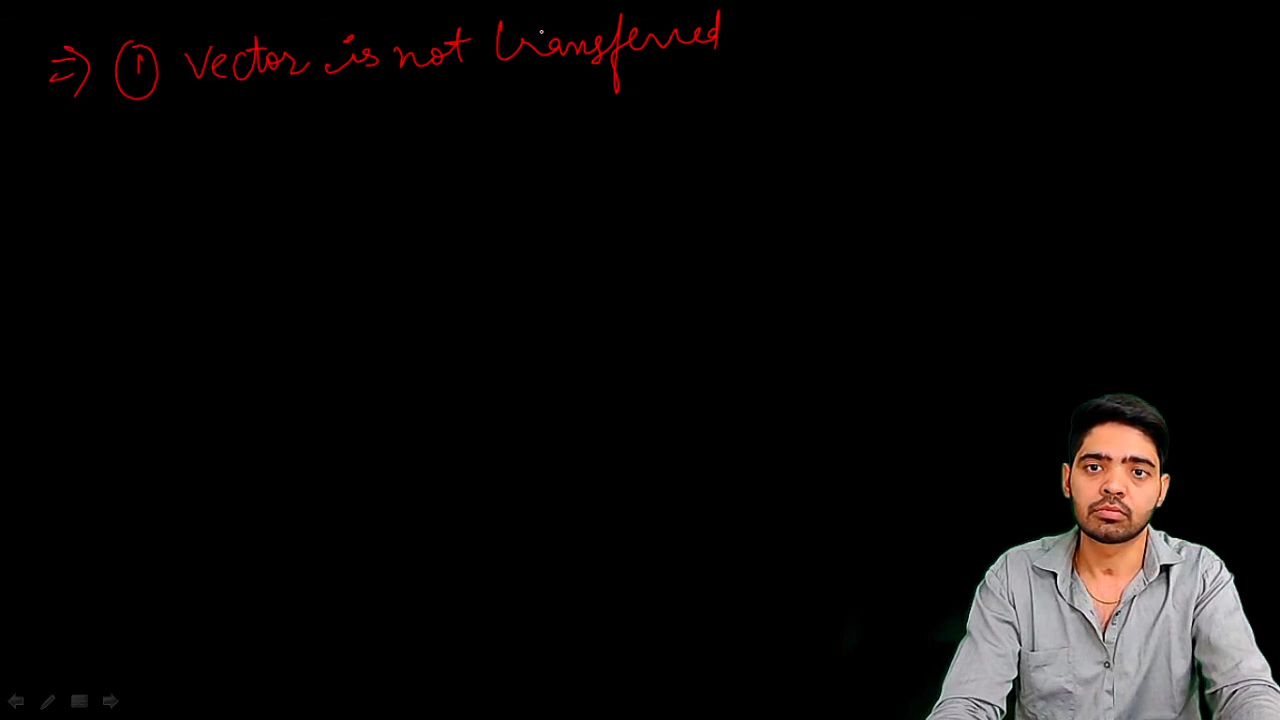 ⇒ ① Vector is not transferred